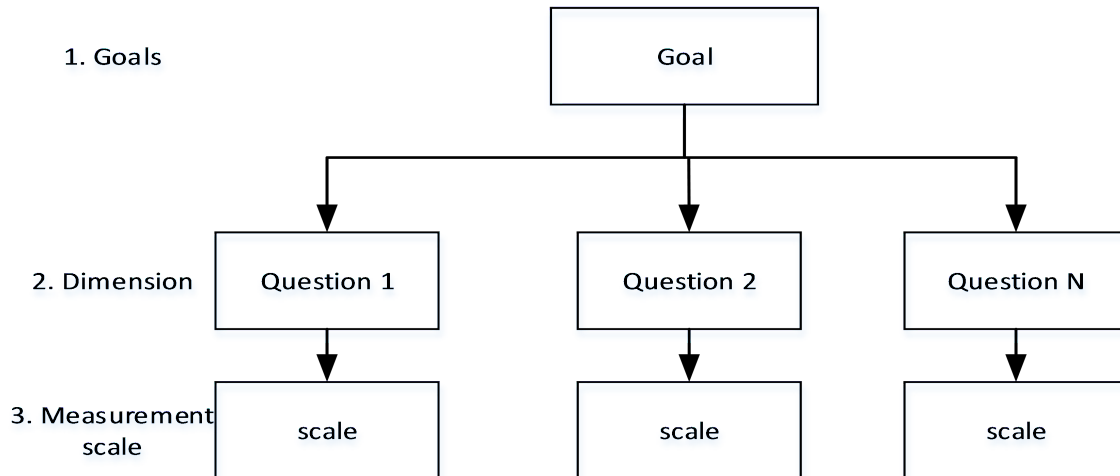 1. Goals
Goal
2. Dimension
Question 1
Question 2
Question N
3. Measurement
scale
scale
scale
scale